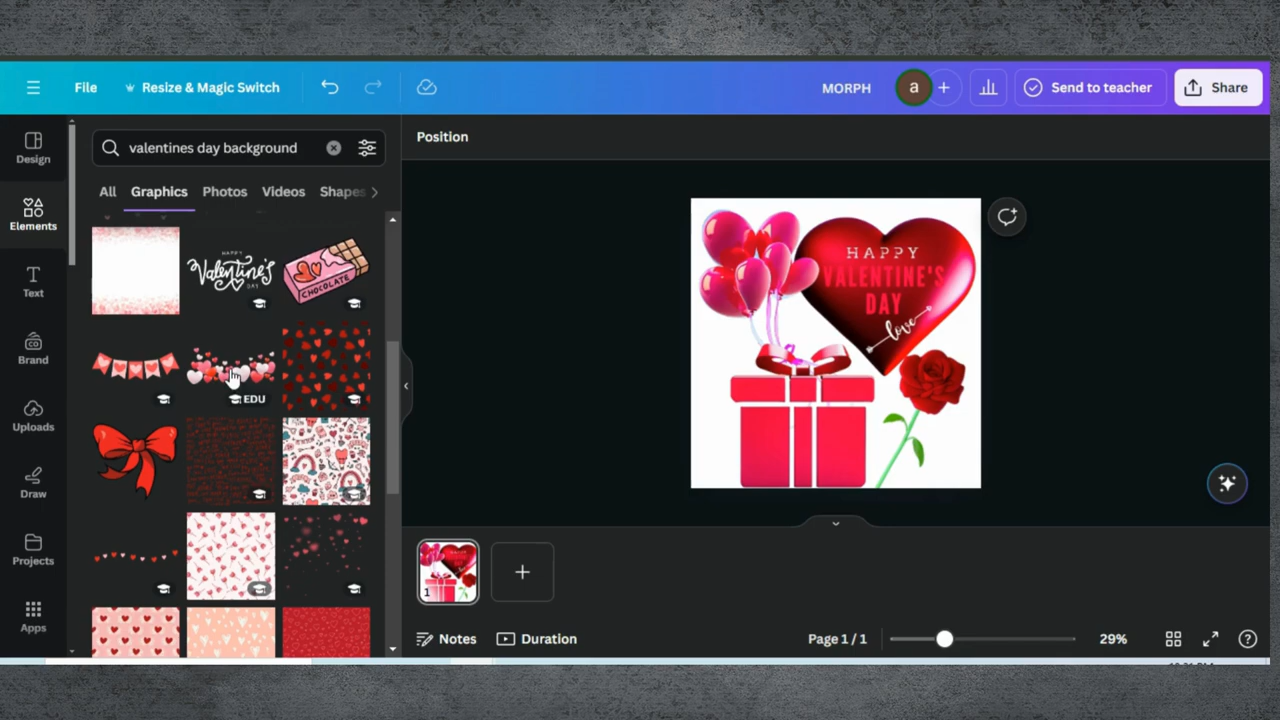 File
Resize & Magic Switch
MORPH
a
Send to teacher
Share
Design
Elements
Text
Brand
Uploads
Draw
Projects
Apps
valentines day background
All
Graphics
Photos
Videos
Shapes
HAPPY
Valentine's
DAY
CHOCOLATE
EDU
Position
HAPPY
VALENTINE'S
DAY
love
1
Notes
Duration
Page 1 / 1
29%